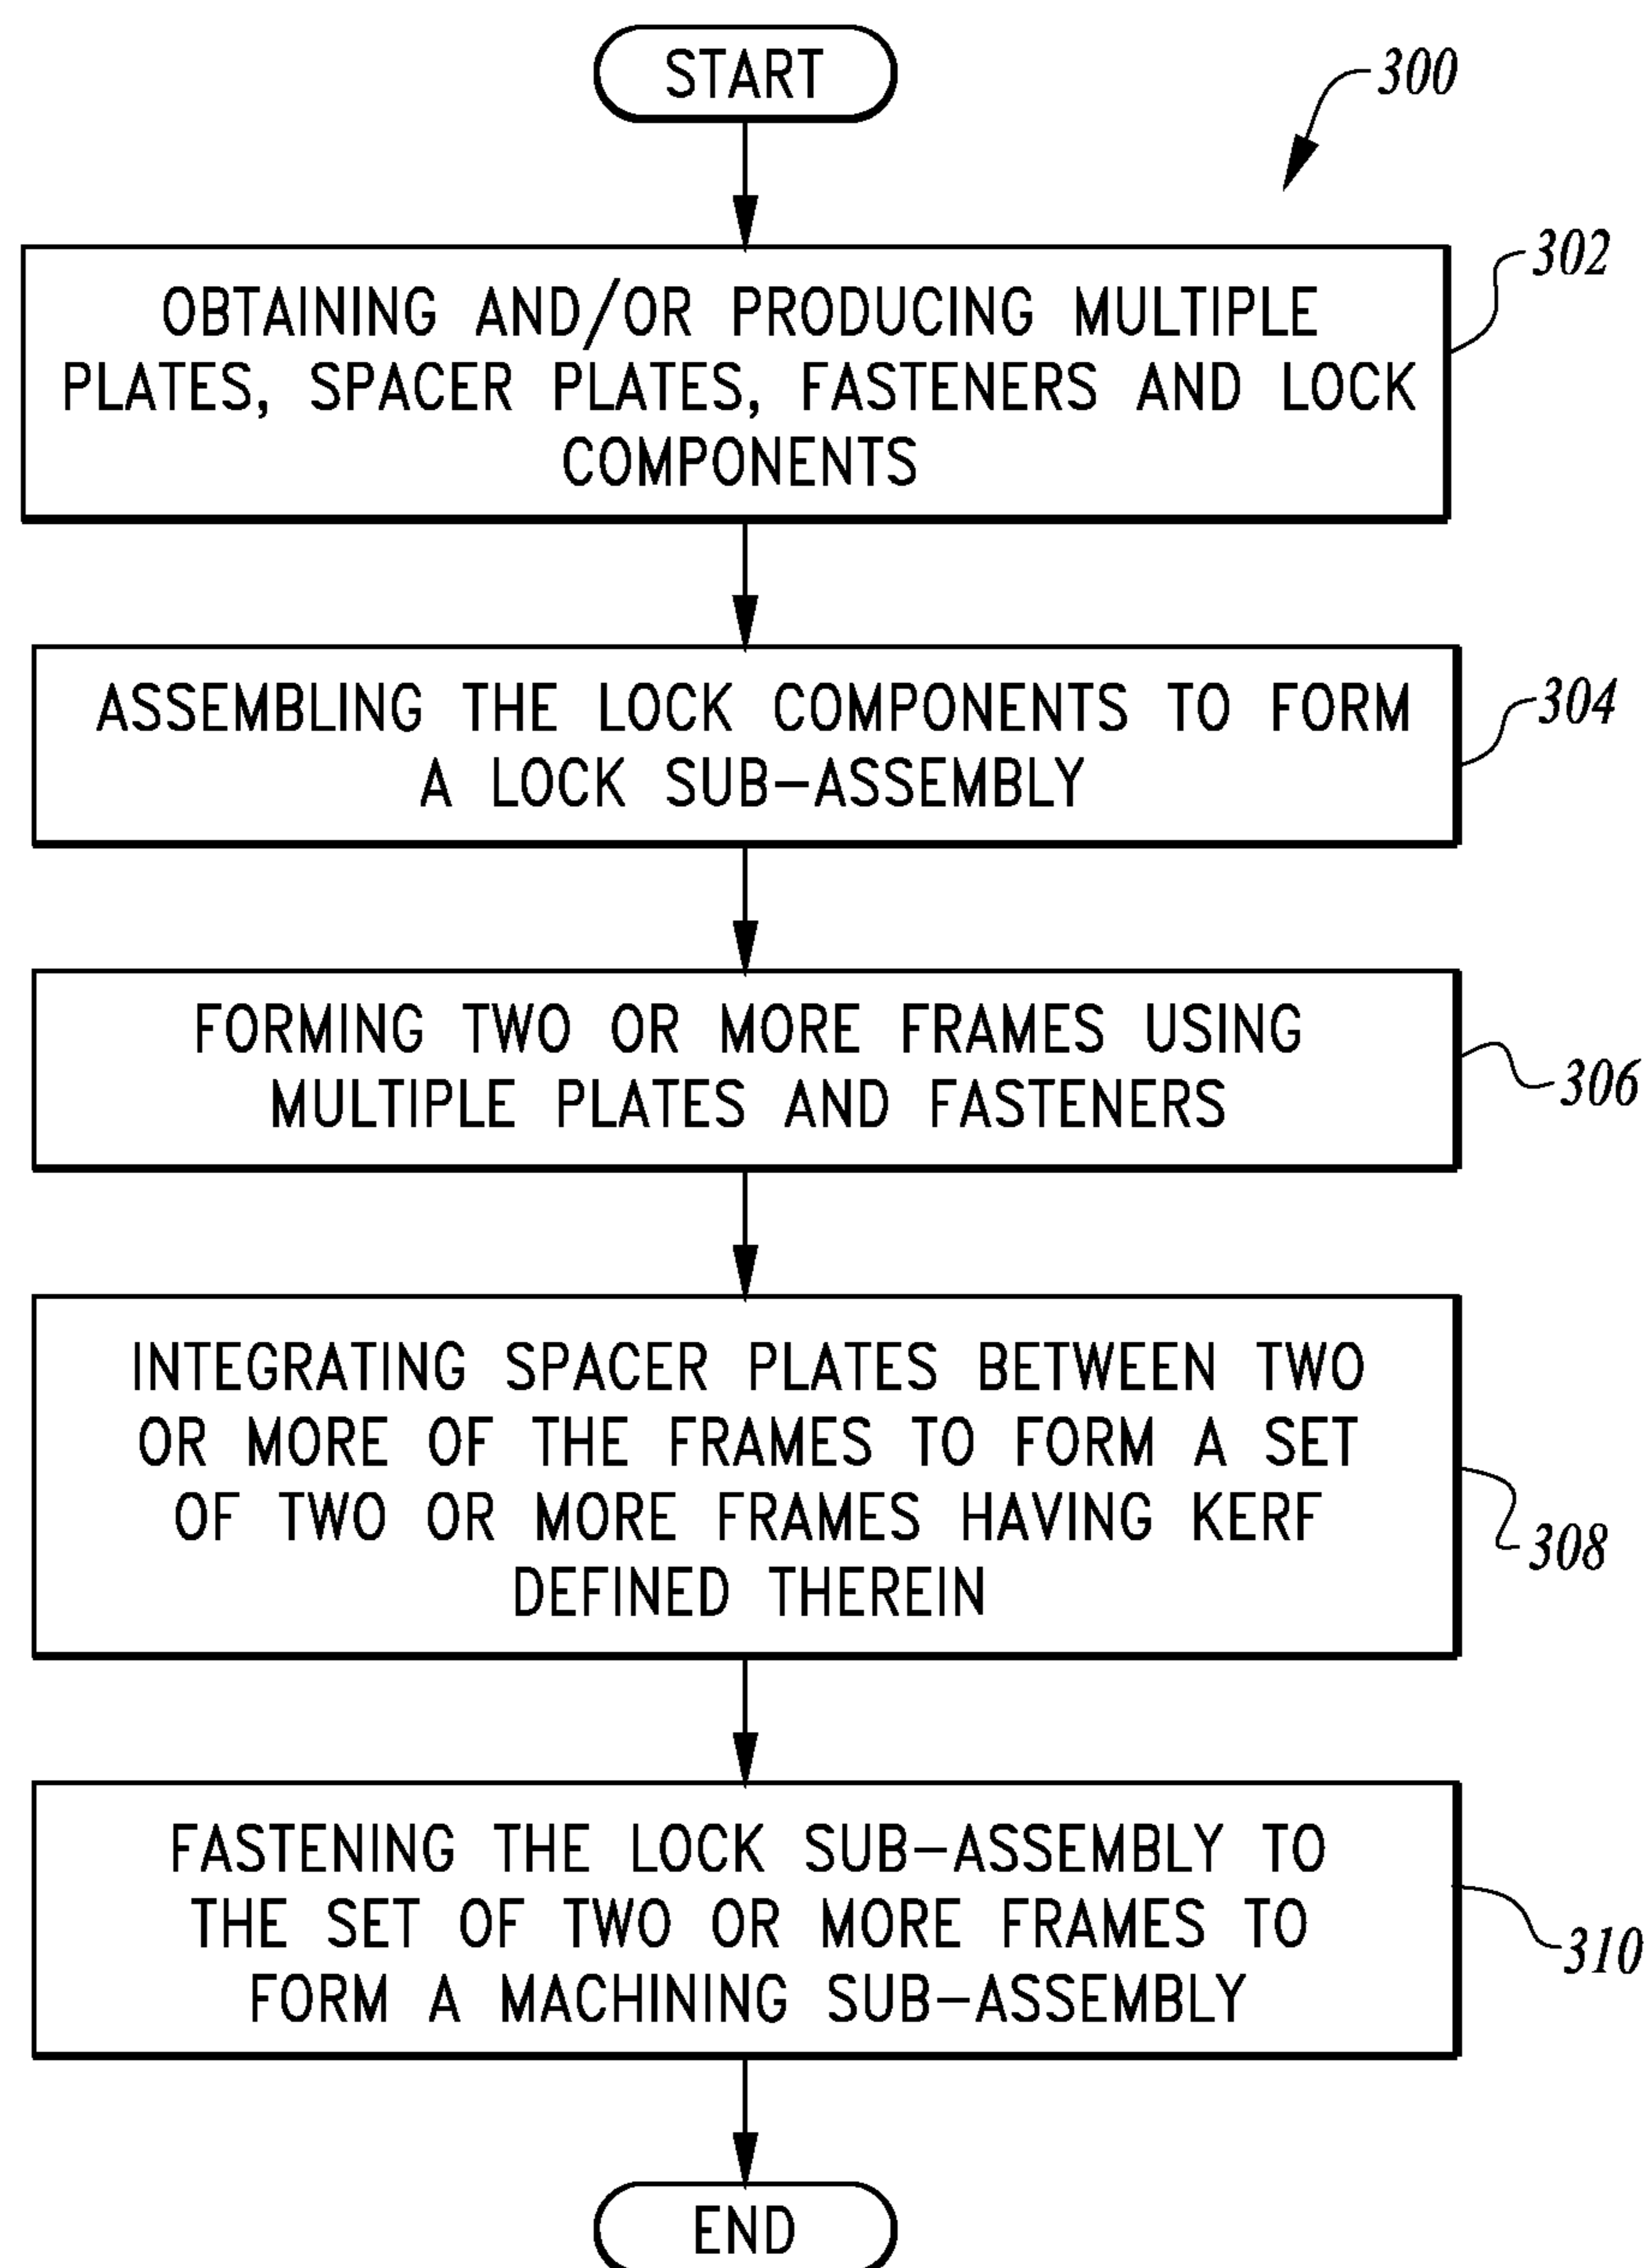 START
300
302
OBTAINING AND/OR PRODUCING MULTIPLE
PLATES, SPACER PLATES, FASTENERS AND LOCK
COMPONENTS
304
ASSEMBLING THE LOCK COMPONENTS TO FORM
A LOCK SUB-ASSEMBLY
FORMING TWO OR MORE FRAMES USING
MULTIPLE PLATES AND FASTENERS
306
INTEGRATING SPACER PLATES BETWEEN TWO
OR MORE OF THE FRAMES TO FORM A SET
OF TWO OR MORE FRAMES HAVING KERF
DEFINED THEREIN
308
FASTENING THE LOCK SUB-ASSEMBLY TO
THE SET OF TWO OR MORE FRAMES TO
FORM A MACHINING SUB-ASSEMBLY
310
END